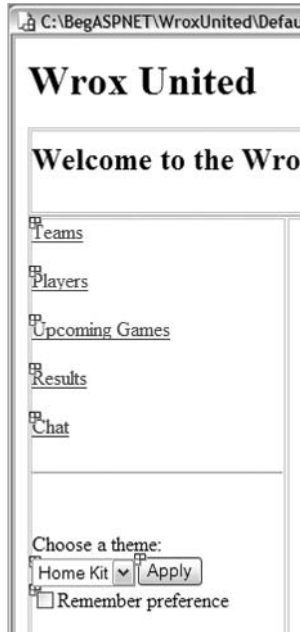 C:\BegASPNET\WroxUnited\Defau
Wrox United
Welcome to the Wro
Teams
Players
Upcoming Games
Results
Chat
Choose a theme:
Home Kit Apply
Remember preference